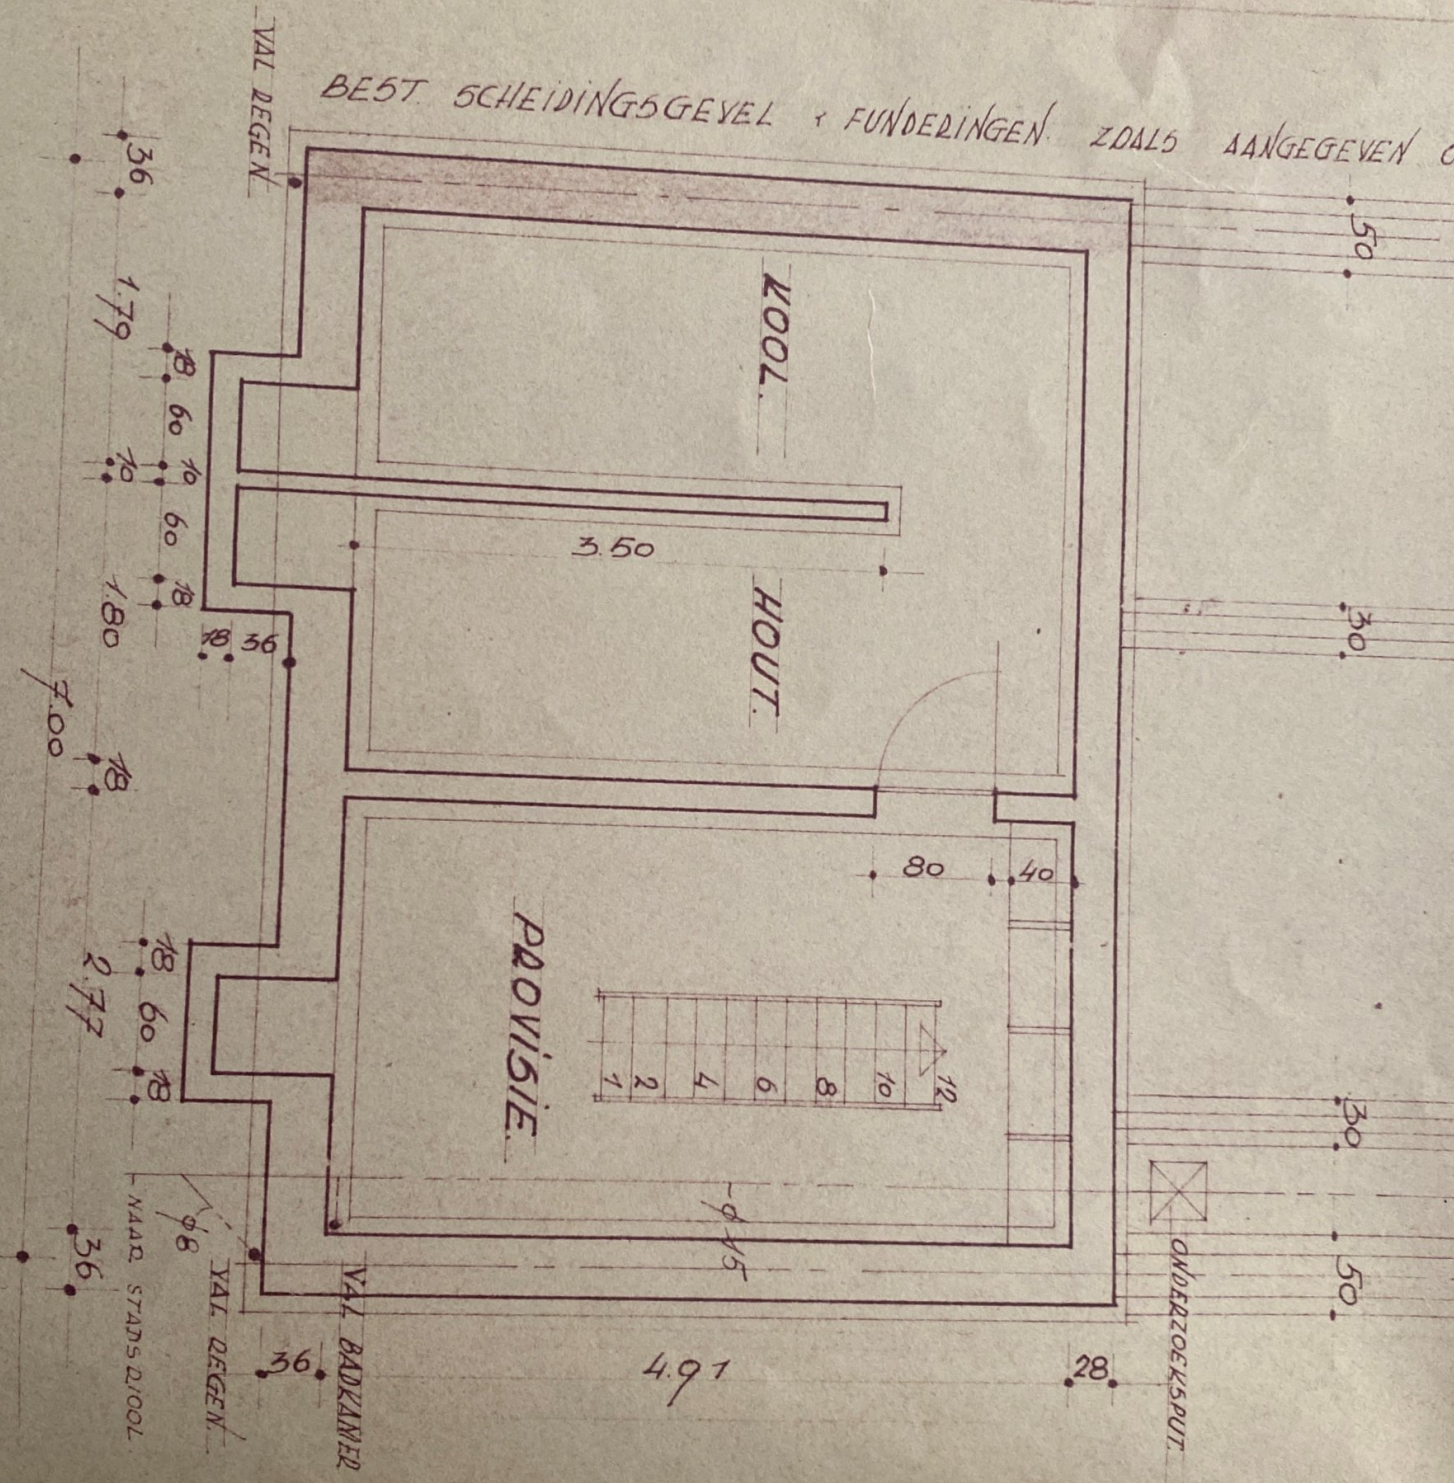 BEST. SCHEIDINGSGEVEL & FUNDERINGEN. ZOALS AANGEGEVEN
VAL REGEN.
36
1.79
18
60
10
10
60
18
1.80
18
36
7.00
18
18
2.77
60
18
36
KOOL.
3.50
HOUT.
80
40
PROVISIE.
1 2 4 6 8 10 12
ø 15
ø8
NAAR STADSRIOOL.
VAL REGEN.
VAL BADKAMER
36
4.91
28
ONDERZOEKSPUT.
50
30
30
50